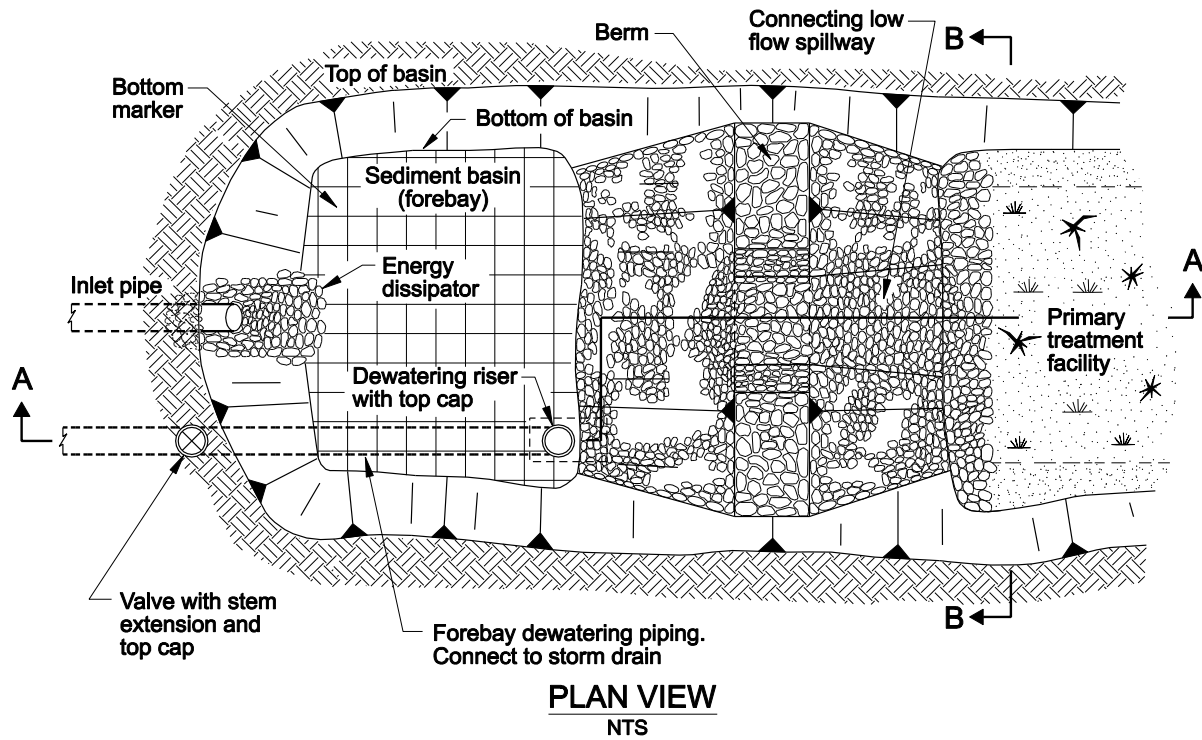 Connecting low
flow spillway
Berm
B
Top of basin
Bottom
marker
Bottom of basin
Sediment basin
(forebay)
Energy
dissipator
Inlet pipe
A
Primary
treatment
facility
Dewatering riser
with top cap
A
Valve with stem
extension and
top cap
Forebay dewatering piping.
Connect to storm drain
B
PLAN VIEW
NTS